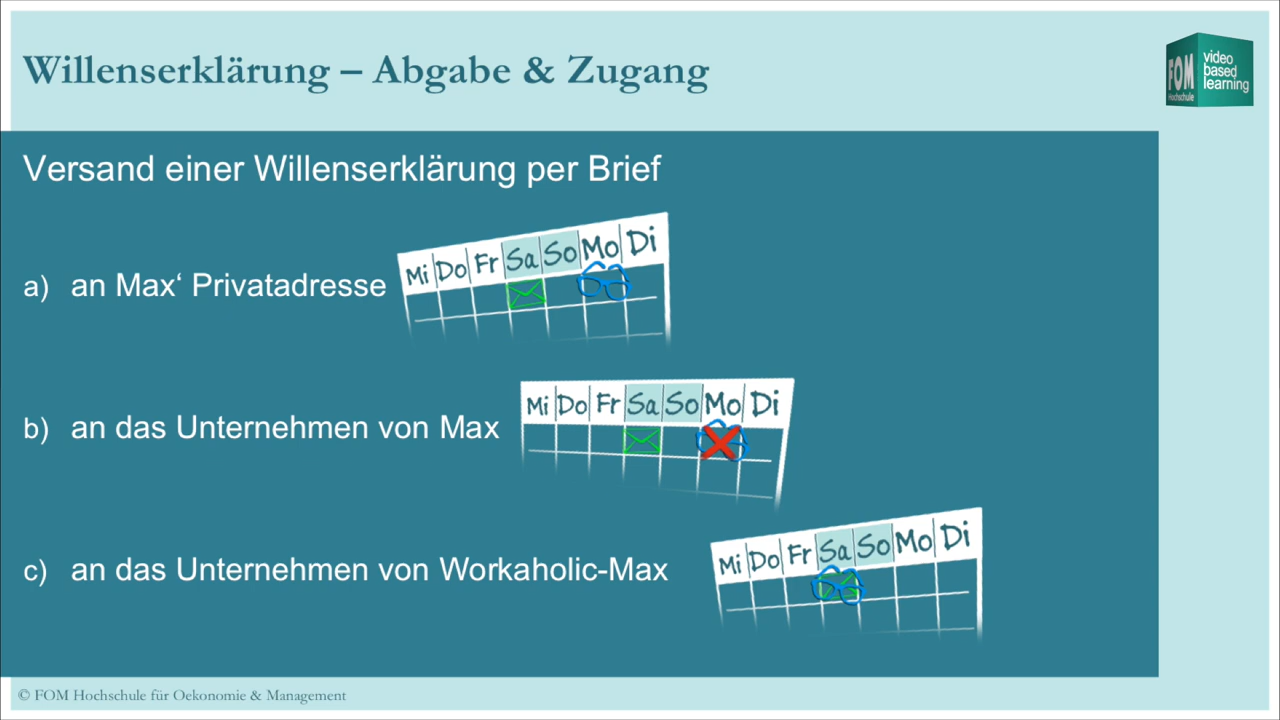 Willenserklärung – Abgabe & Zugang
FOM
Hochschule
video
based
learning
Versand einer Willenserklärung per Brief
a) an Max‘ Privatadresse
Mi Do Fr Sa So Mo Di
b) an das Unternehmen von Max
Mi Do Fr Sa So Mo Di
c) an das Unternehmen von Workaholic-Max
Mi Do Fr Sa So Mo Di
© FOM Hochschule für Oekonomie & Management